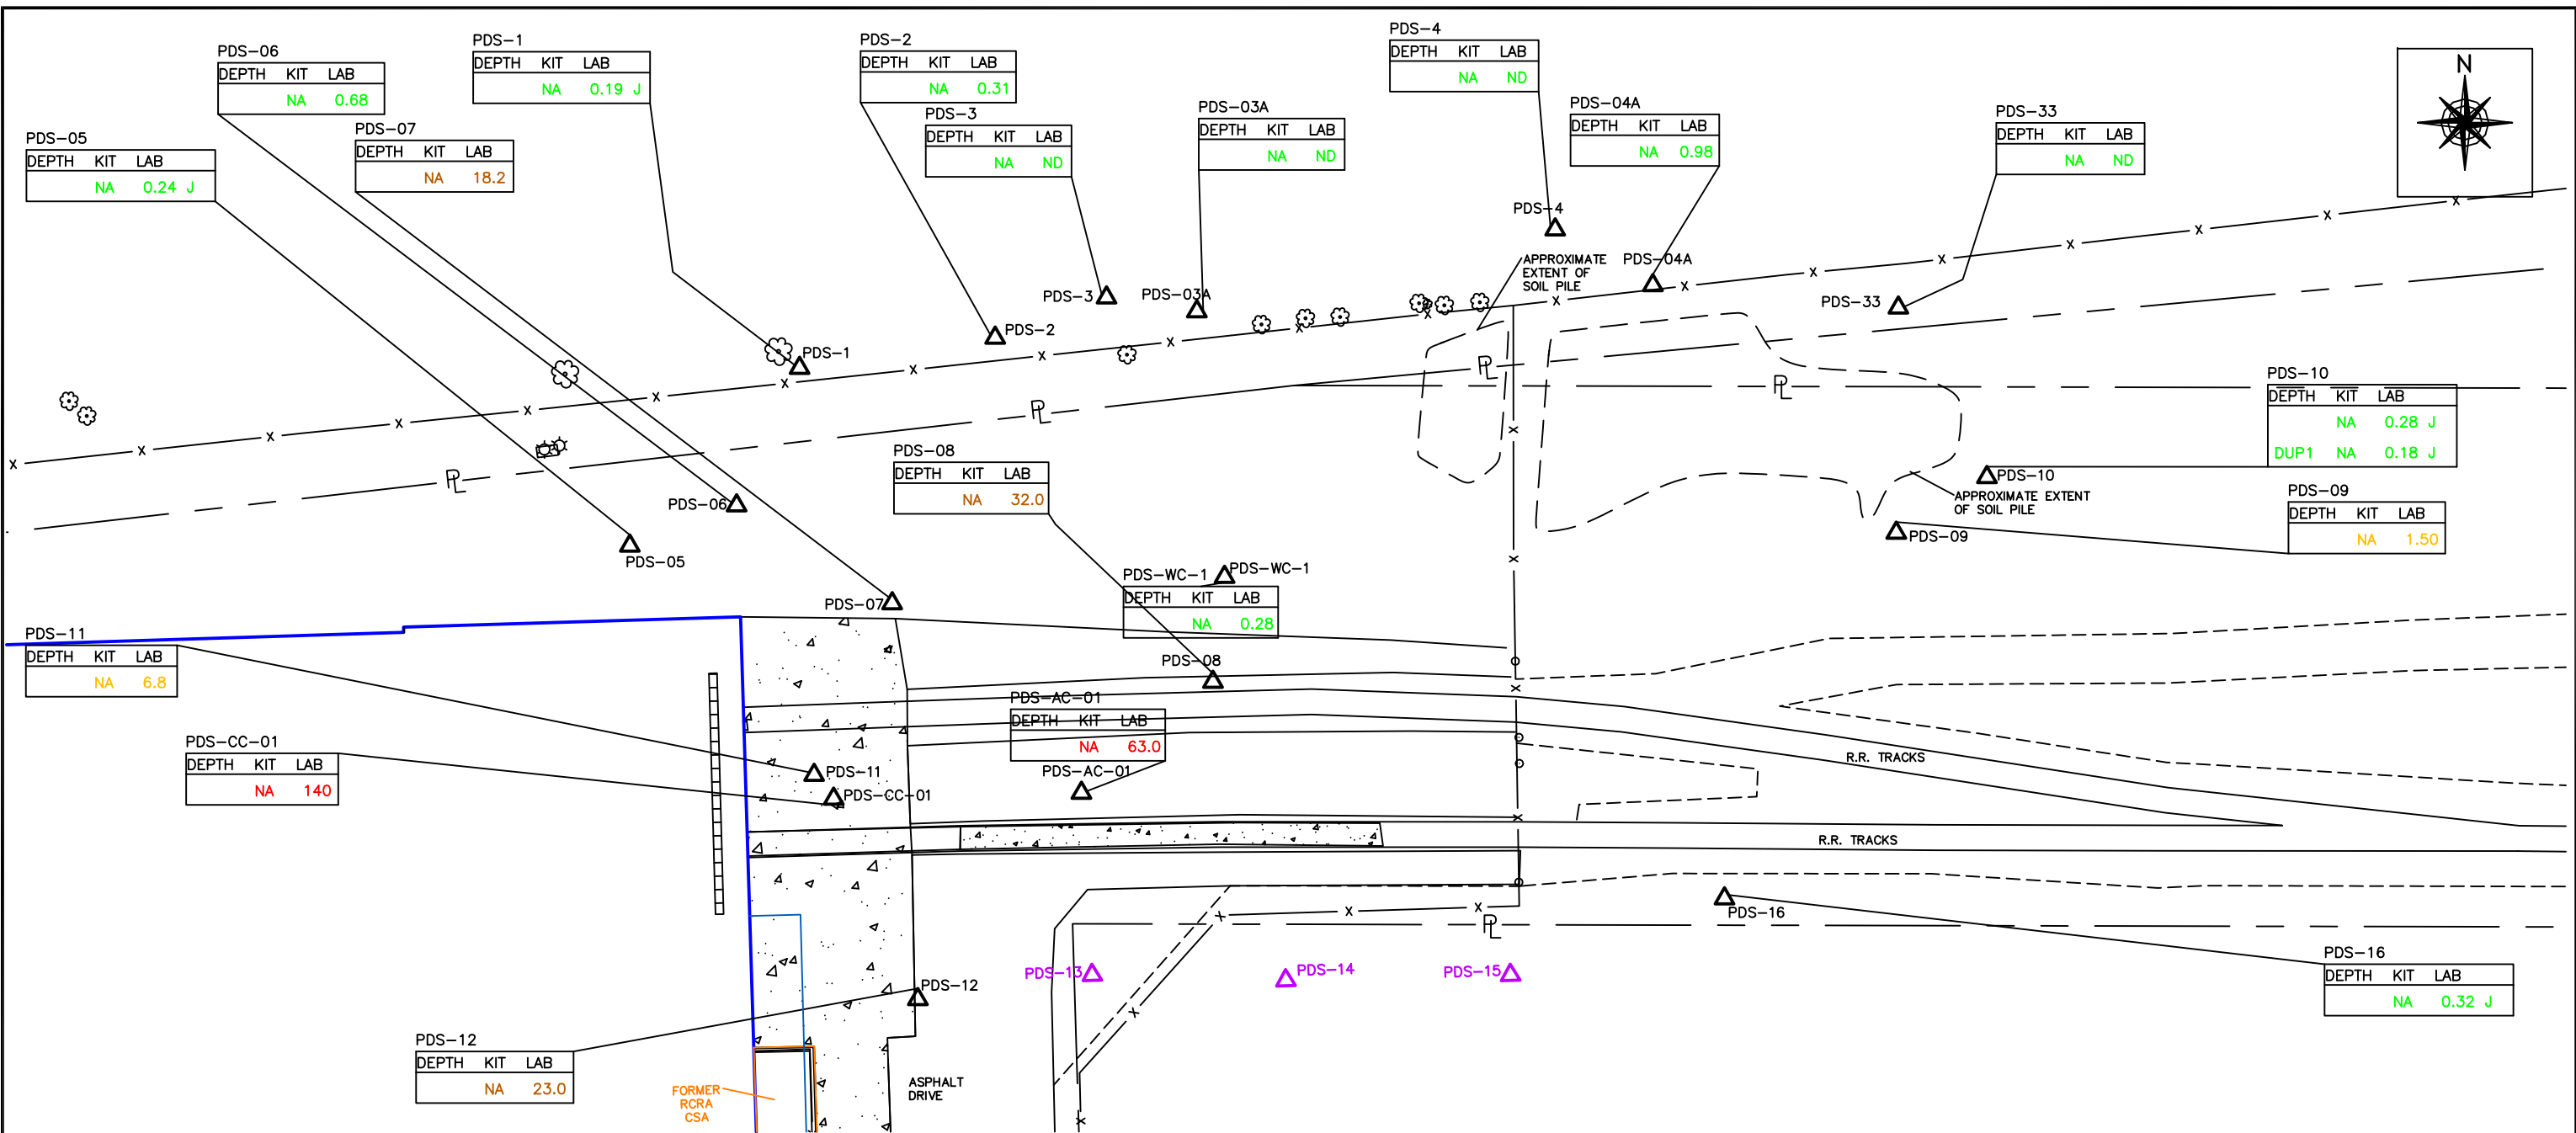 PDS-06
DEPTH KIT LAB
NA 0.68
PDS-1
DEPTH KIT LAB
NA 0.19 J
PDS-2
DEPTH KIT LAB
NA 0.31
PDS-4
DEPTH KIT LAB
NA ND
N
PDS-05
DEPTH KIT LAB
NA 0.24 J
PDS-07
DEPTH KIT LAB
NA 18.2
PDS-3
DEPTH KIT LAB
NA ND
PDS-03A
DEPTH KIT LAB
NA ND
PDS-04A
DEPTH KIT LAB
NA 0.98
PDS-33
DEPTH KIT LAB
NA ND
PDS-4
APPROXIMATE
EXTENT OF
SOIL PILE
PDS-04A
PDS-3
PDS-03A
PDS-33
PDS-2
PDS-1
PL
PL
PL
PL
PDS-10
DEPTH KIT LAB
NA 0.28 J
DUP1 NA 0.18 J
PDS-08
DEPTH KIT LAB
NA 32.0
PDS-06
PDS-10
APPROXIMATE EXTENT
OF SOIL PILE
PDS-09
DEPTH KIT LAB
NA 1.50
PDS-09
PDS-05
PDS-WC-1
PDS-WC-1
DEPTH KIT LAB
NA 0.28
PDS-07
PDS-11
DEPTH KIT LAB
NA 6.8
PDS-08
PDS-AC-01
DEPTH KIT LAB
NA 63.0
PDS-CC-01
DEPTH KIT LAB
NA 140
PDS-11
PDS-AC-01
PDS-CC-01
R.R. TRACKS
R.R. TRACKS
PDS-16
PL
PDS-13
PDS-14
PDS-15
PDS-16
DEPTH KIT LAB
NA 0.32 J
PDS-12
PDS-12
DEPTH KIT LAB
NA 23.0
FORMER
RCRA
CSA
ASPHALT
DRIVE